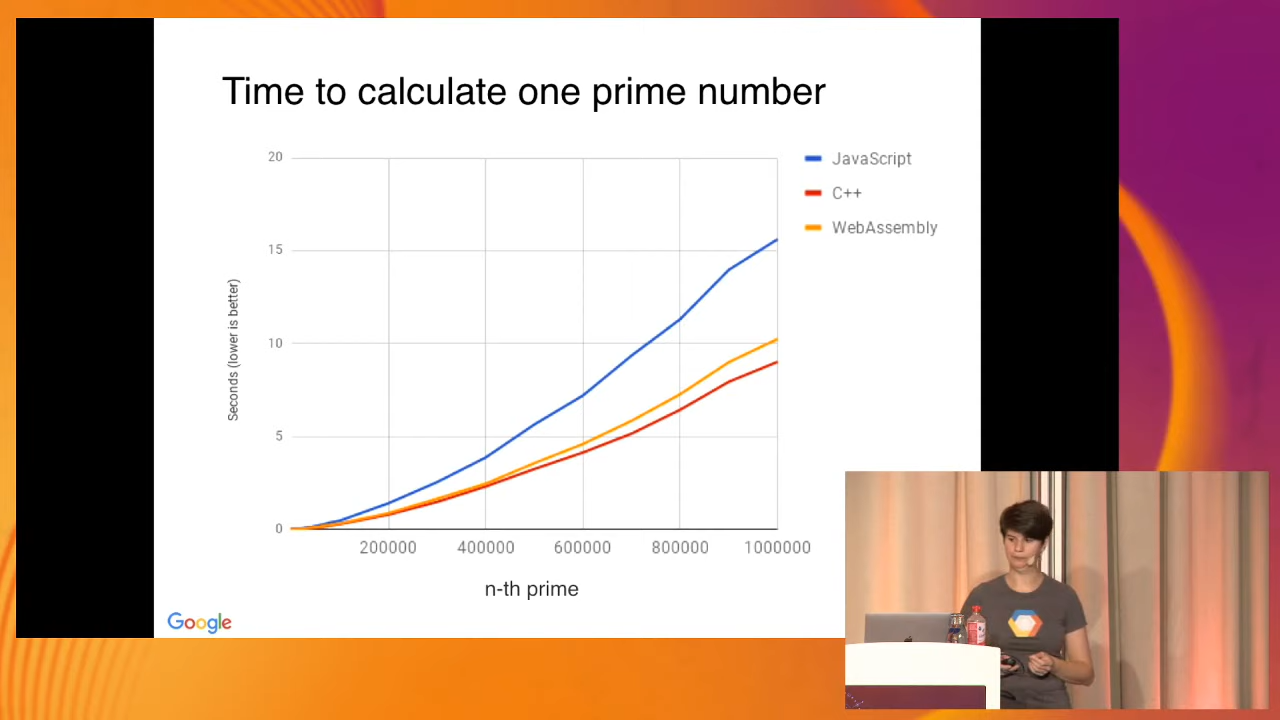 Time to calculate one prime number
20
15
10
5
0
Seconds (lower is better)
200000 400000 600000 800000 1000000
n-th prime
JavaScript
C++
WebAssembly
Google